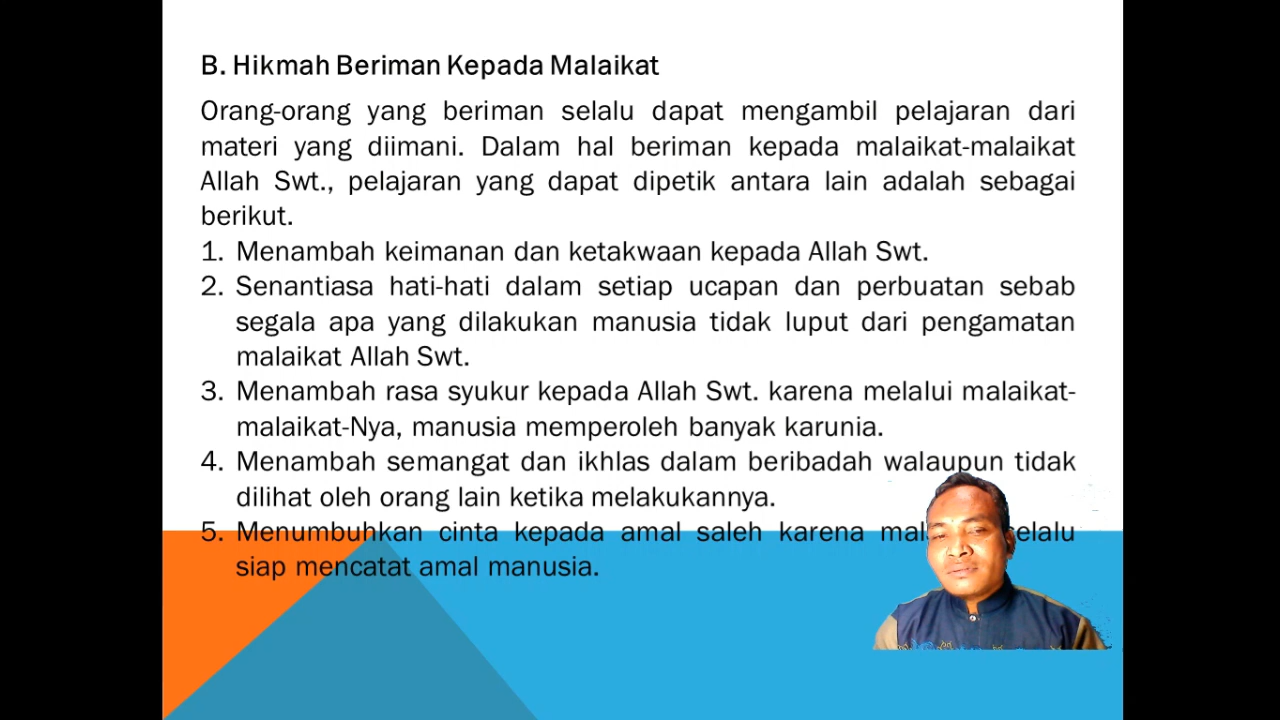 B. Hikmah Beriman Kepada Malaikat
Orang-orang yang beriman selalu dapat mengambil pelajaran dari
materi yang diimani. Dalam hal beriman kepada malaikat-malaikat
Allah Swt., pelajaran yang dapat dipetik antara lain adalah sebagai
berikut.
1. Menambah keimanan dan ketakwaan kepada Allah Swt.
2. Senantiasa hati-hati dalam setiap ucapan dan perbuatan sebab
segala apa yang dilakukan manusia tidak luput dari pengamatan
malaikat Allah Swt.
3. Menambah rasa syukur kepada Allah Swt. karena melalui malaikat-
malaikat-Nya, manusia memperoleh banyak karunia.
4. Menambah semangat dan ikhlas dalam beribadah walaupun tidak
dilihat oleh orang lain ketika melakukannya.
5. Menumbuhkan cinta kepada amal saleh karena
siap mencatat amal manusia.